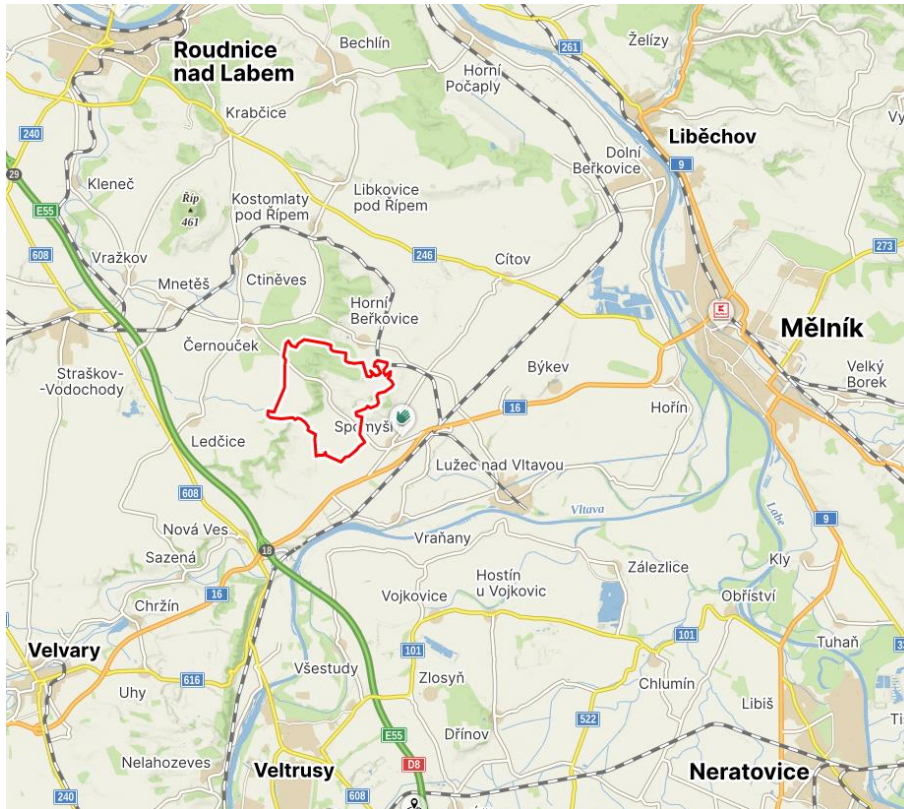 Roudnice
nad Labem
Bechlín
261
Želízy
Horní
Počaply
Krabčice
240
Liběchov
9
Dolní
Beřkovice
29
Kleneč
Říp
461
Kostomlaty
pod Řípem
Libkovice
pod Řípem
E55
608
Vražkov
246
Cítov
273
Mnetěš
Ctiněves
Horní
Beřkovice
Černouček
Mělník
Straškov-
-Vodochody
Býkev
Velký
Borek
16
Hořín
Ledčice
Lužec nad Vltavou
608
Vltava
Labe
9
Nová Ves
18
Vraňany
Sazená
Kly
16
Hostín
u Vojkovic
Zálezlice
Chržín
Vojkovice
Obříství
101
Tuhaň
Velvary
616
Všestudy
101
Zlosyň
Chlumín
Uhy
Libiš
522
E55
Dřínov
D8
Nelahozeves
Veltrusy
Neratovice
240
608